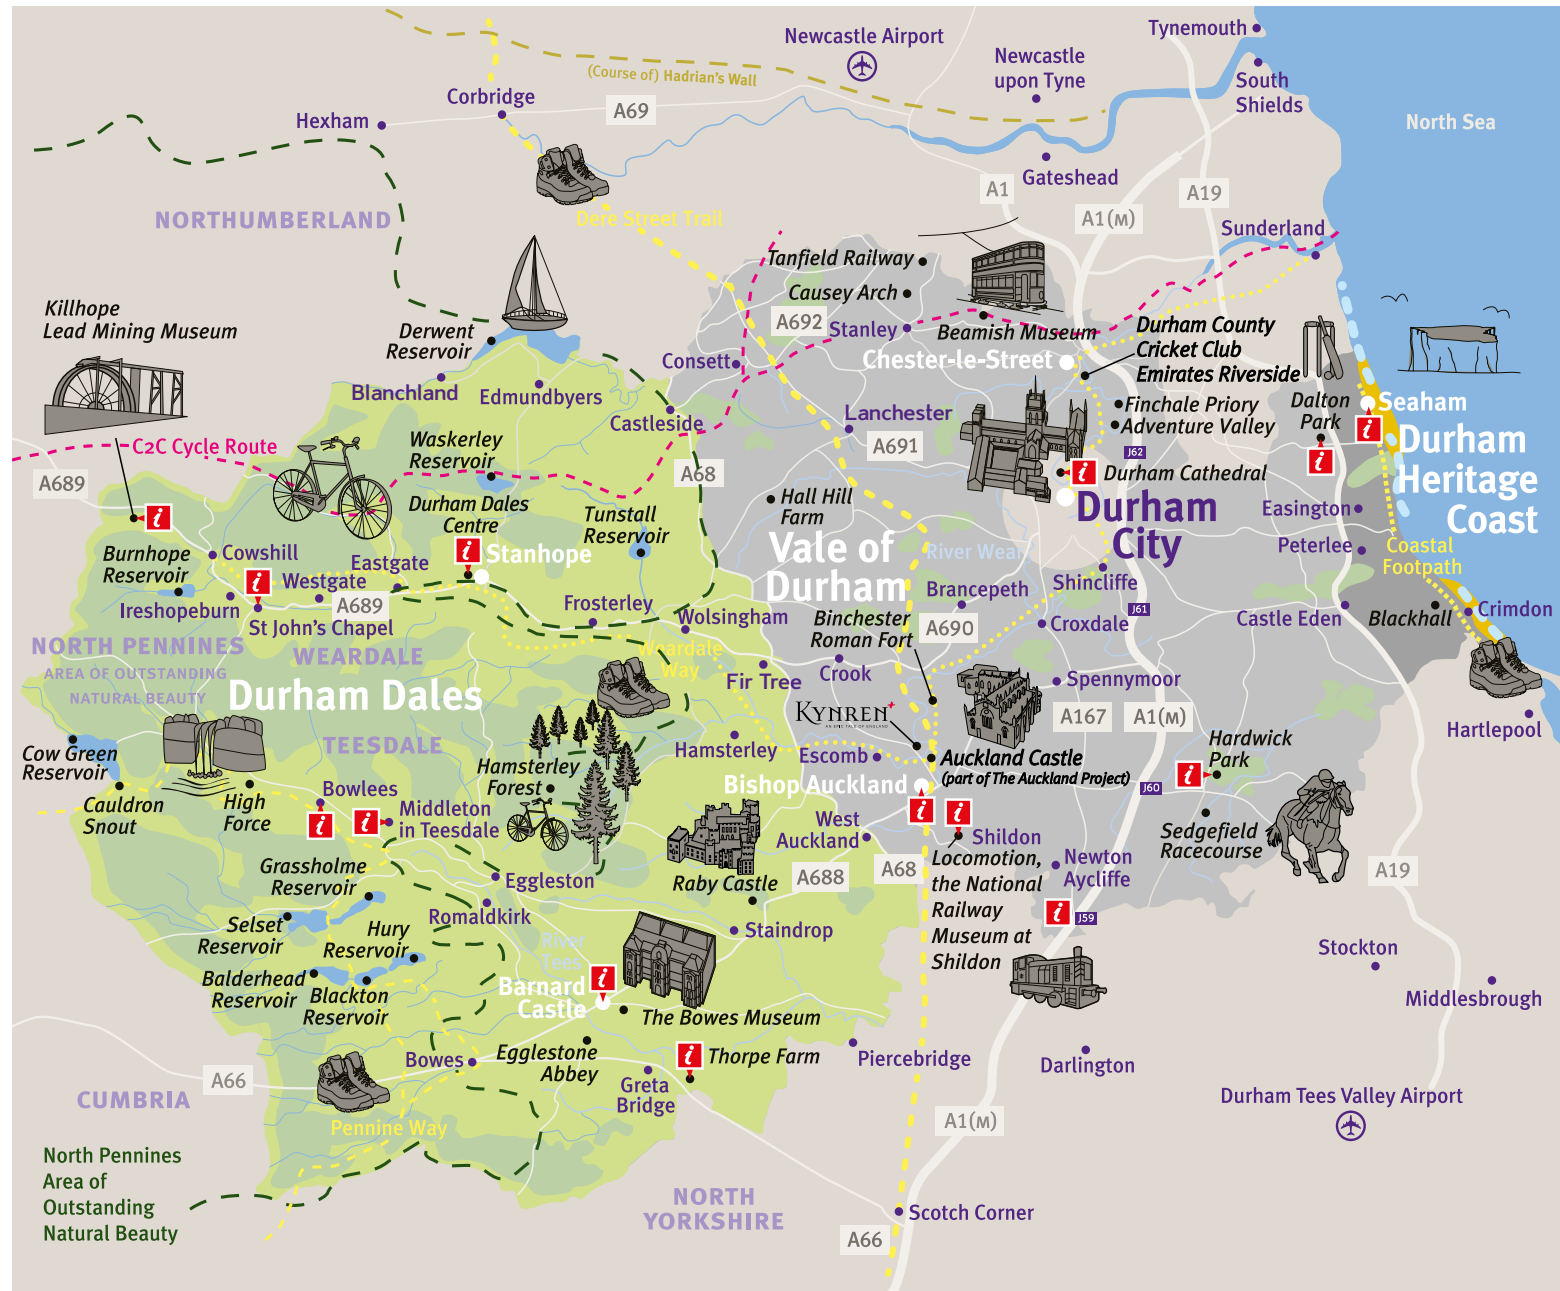 Tynemouth
Newcastle Airport
Newcastle
upon Tyne
South
Shields
(Course of) Hadrian's Wall
Corbridge
A69
Hexham
North Sea
Gateshead
A1
A19
A1(M)
NORTHUMBERLAND
Dere Street Trail
Sunderland
Tanfield Railway
Causey Arch
Killhope
Lead Mining Museum
A692
Stanley
Beamish Museum
Durham County
Cricket Club
Emirates Riverside
Derwent
Reservoir
Consett
Chester-le-Street
Blanchland
Edmundbyers
Castleside
Lanchester
Finchale Priory
Adventure Valley
Dalton
Park
Seaham
Durham
Heritage
Coast
C2C Cycle Route
Waskerley
Reservoir
A691
J62
A689
A68
i
Durham Cathedral
i
i
Durham
City
Durham Dales
Centre
Tunstall
Reservoir
Hall Hill
Farm
Easington
i
Burnhope
Reservoir
Cowshill
i
Stanhope
Vale of
Durham
River Wear
Peterlee
Coastal
Footpath
Eastgate
i
Westgate
A689
Ireshopeburn
St John's Chapel
Frosterley
Wolsingham
Brancepeth
Shincliffe
J61
Castle Eden
Blackhall
Crimdon
Binchester
Roman Fort
A690
Croxdale
NORTH PENNINES
AREA OF OUTSTANDING
NATURAL BEAUTY
WEARDALE
Weardale
Way
Durham Dales
Fir Tree
Crook
Spennymoor
KYNREN
AN EPIC TALE OF ENGLAND
A167
A1(M)
Hartlepool
TEESDALE
Hamsterley
Escomb
Auckland Castle
(part of The Auckland Project)
Hardwick
Park
i
Cow Green
Reservoir
Hamsterley
Forest
Bishop Auckland
J60
Cauldron
Snout
High
Force
Bowlees
i
i
Middleton
in Teesdale
i
i
West
Auckland
Shildon
Sedgefield
Racecourse
Locomotion,
the National
Railway
Museum at
Shildon
Newton
Aycliffe
Grassholme
Reservoir
Eggleston
Raby Castle
A688
A68
A19
Romaldkirk
i
J59
Selset
Reservoir
Hury
Reservoir
Staindrop
Stockton
River
Tees
Balderhead
Reservoir
Blackton
Reservoir
Barnard
Castle
i
Middlesbrough
The Bowes Museum
Bowes
Egglestone
Abbey
i
Thorpe Farm
Piercebridge
Darlington
A66
Greta
Bridge
CUMBRIA
Pennine Way
Durham Tees Valley Airport
A1(M)
North Pennines
Area of
Outstanding
Natural Beauty
NORTH
YORKSHIRE
Scotch Corner
A66